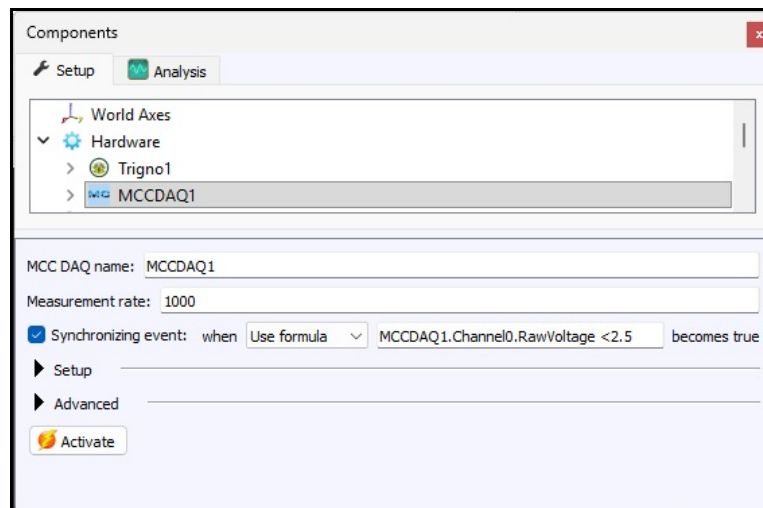 Components
x
Setup Analysis
World Axes
Hardware
Trigno1
MCCDAQ1
MCC DAQ name: MCCDAQ1
Measurement rate: 1000
Synchronizing event: when Use formula MCCDAQ1.Channel0.RawVoltage <2.5 becomes true
Setup
Advanced
Activate